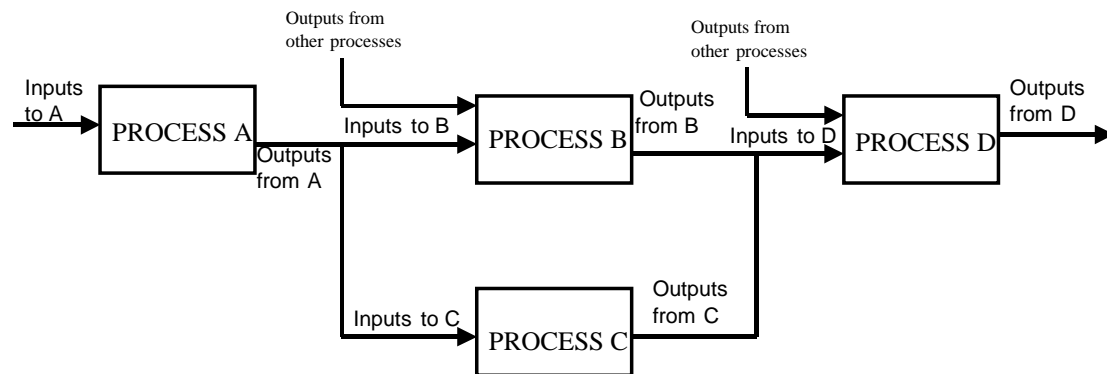 Outputs from
other processes
Outputs from
other processes
Inputs
to A
PROCESS A
Outputs
from A
Inputs to B
PROCESS B
Outputs
from B
Inputs to D
PROCESS D
Outputs
from D
Inputs to C
PROCESS C
Outputs
from C